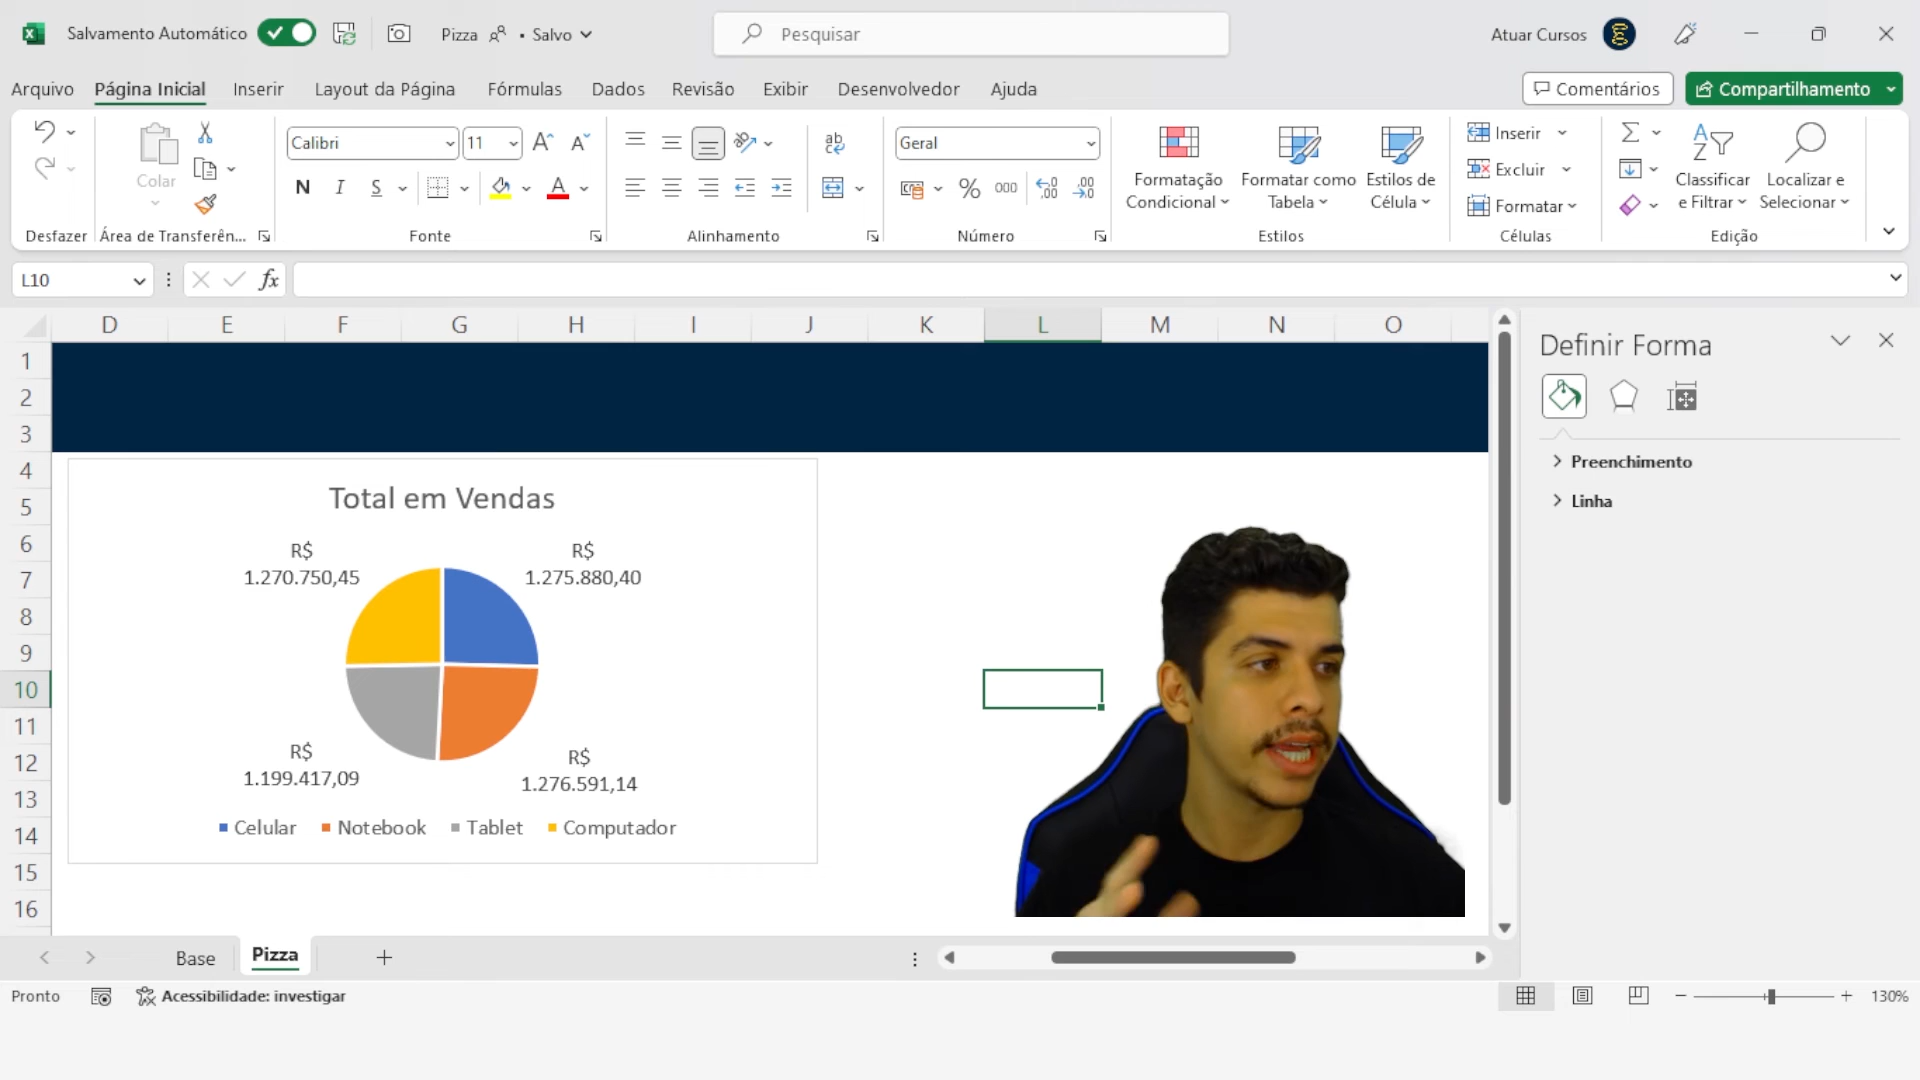 Salvamento Automático
Pizza • Salvo
Pesquisar
Atuar Cursos
Arquivo Página Inicial Inserir Layout da Página Fórmulas Dados Revisão Exibir Desenvolvedor Ajuda
Comentários Compartilhamento
Colar
Calibri 11
N I S
ab
Geral
% 000
Formatação Condicional
Formatar como Tabela
Estilos de Célula
Inserir
Excluir
Formatar
Classificar e Filtrar
Localizar e Selecionar
Desfazer Área de Transferên... Fonte Alinhamento Número Estilos Células Edição
L10 fx
D E F G H I J K L M N O
1
2
3
4
5
6
7
8
9
10
11
12
13
14
15
16
Total em Vendas
R$
1.270.750,45
R$
1.275.880,40
R$
1.199.417,09
R$
1.276.591,14
Celular Notebook Tablet Computador
Definir Forma
Preenchimento
Linha
Base Pizza
Pronto Acessibilidade: investigar
130%